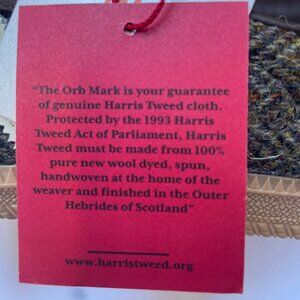 "The Orb Mark is your guarantee
of genuine Harris Tweed cloth.
Protected by the 1993 Harris
Tweed Act of Parliament, Harris
Tweed must be made from 100%
pure new wool dyed, spun,
handwoven at the home of the
weaver and finished in the Outer
Hebrides of Scotland"
www.harristweed.org